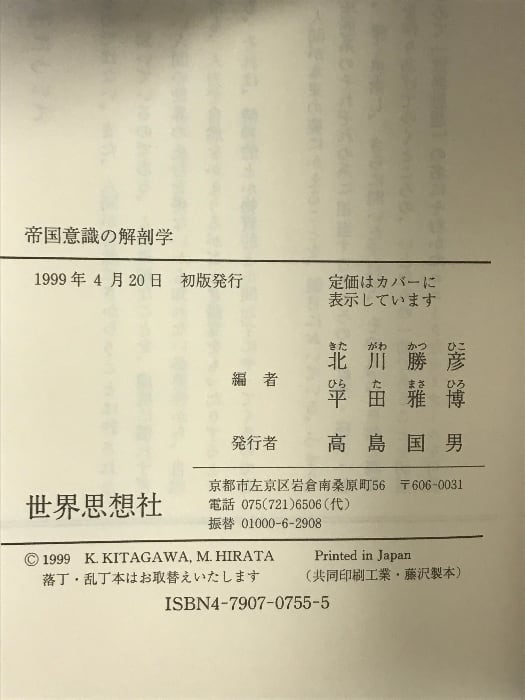 帝国意識の解剖学
1999年4月20日 初版発行
定価はカバーに
表示しています
編者
きた がわ かつ ひこ
北川勝彦
ひら た まさ ひろ
平田雅博
発行者 高島国男
世界思想社
京都市左京区岩倉南桑原町56 〒606-0031
電話 075(721)6506(代)
振替 01000-6-2908
© 1999 K. KITAGAWA, M. HIRATA Printed in Japan
落丁・乱丁本はお取替えいたします (共同印刷工業・藤沢製本)
ISBN4-7907-0755-5